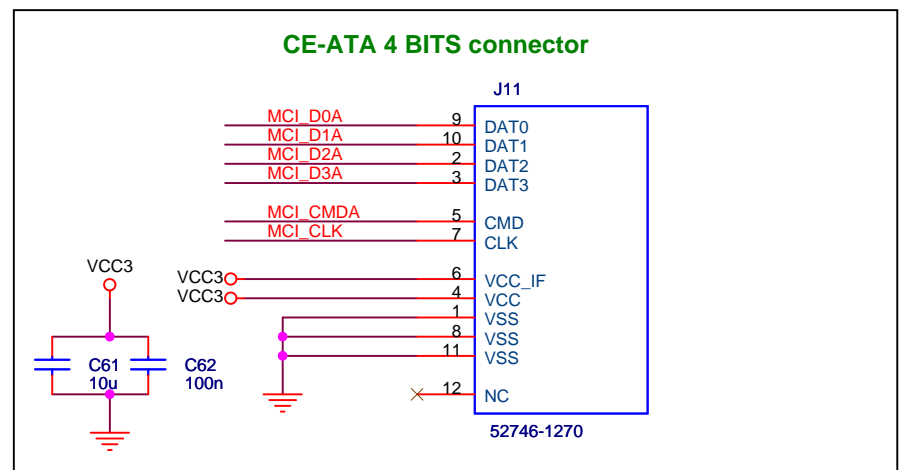 CE-ATA 4 BITS connector
J11
MCI_D0A 9 DAT0
MCI_D1A 10 DAT1
MCI_D2A 2 DAT2
MCI_D3A 3 DAT3
MCI_CMDA 5 CMD
MCI_CLK 7 CLK
VCC3
VCC3 6 VCC_IF
VCC3 4 VCC
1 VSS
8 VSS
11 VSS
C61 C62
10u 100n
12 NC
52746-1270